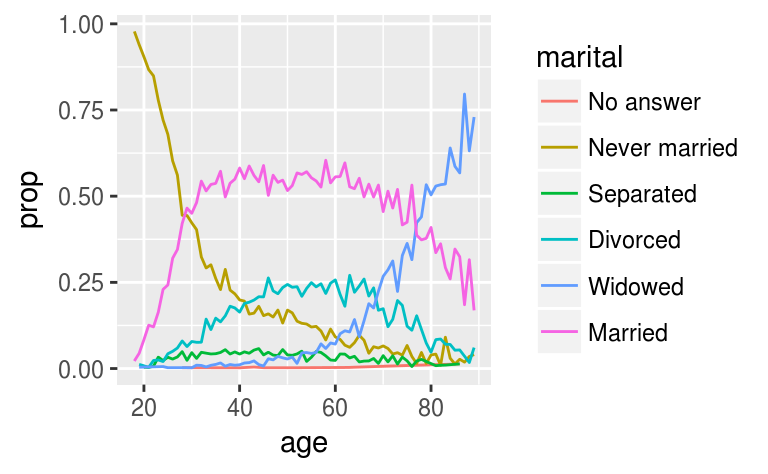 1.00
0.75
0.50
0.25
0.00
prop
20 40 60 80
age
marital
No answer
Never married
Separated
Divorced
Widowed
Married